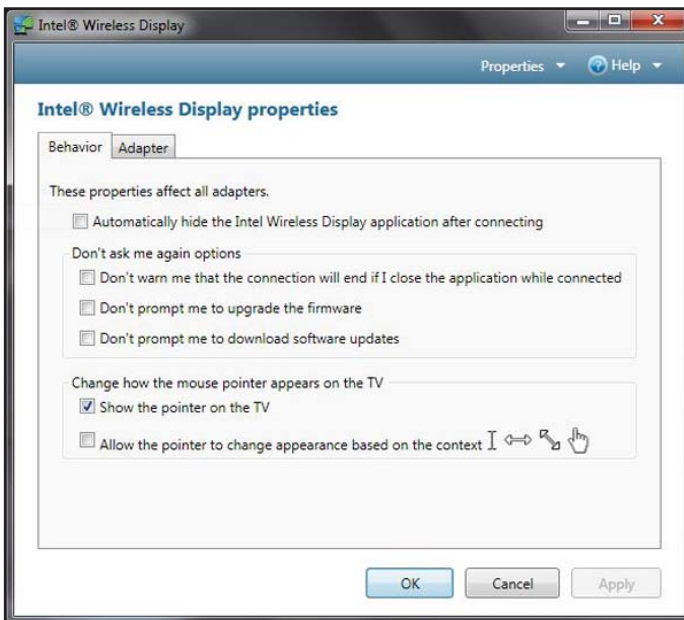 Intel® Wireless Display
Properties Help
Intel® Wireless Display properties
Behavior Adapter
These properties affect all adapters.
Automatically hide the Intel Wireless Display application after connecting
Don't ask me again options
Don't warn me that the connection will end if I close the application while connected
Don't prompt me to upgrade the firmware
Don't prompt me to download software updates
Change how the mouse pointer appears on the TV
Show the pointer on the TV
Allow the pointer to change appearance based on the context
OK Cancel Apply